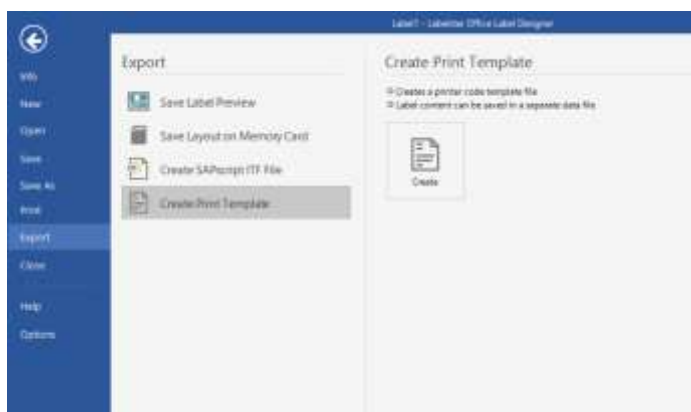 Label1 - Labelstar Office Label Designer
Info
New
Open
Save
Save As
Print
Export
Close
Help
Options
Export
Save Label Preview
Save Layout on Memory Card
Create SAPscript ITF File
Create Print Template
Create Print Template
Creates a printer code template file
Label content can be saved in a separate data file
Create